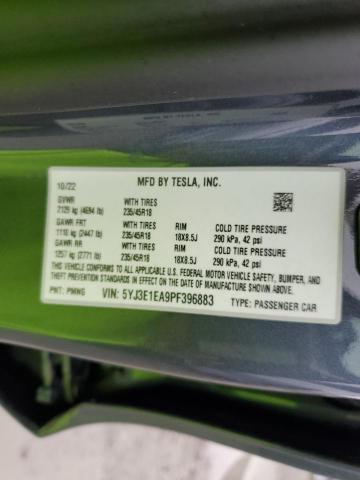 MFD BY TESLA, INC.
10/22
GVWR WITH TIRES
2129 kg (4694 lb) 235/45R18
GAWR FRT WITH TIRES RIM COLD TIRE PRESSURE
1110 kg (2447 lb) 235/45R18 18X8.5J 290 kPa, 42 psi
GAWR RR WITH TIRES RIM COLD TIRE PRESSURE
1257 kg (2771 lb) 235/45R18 18X8.5J 290 kPa, 42 psi
THIS VEHICLE CONFORMS TO ALL APPLICABLE FEDERAL MOTOR VEHICLE SAFETY, BUMPER, AND
THEFT PREVENTION STANDARDS IN EFFECT ON THE DATE OF MANUFACTURE SHOWN ABOVE.
PNT: PMNG VIN: 5YJ3E1EA9PF396883 TYPE: PASSENGER CAR